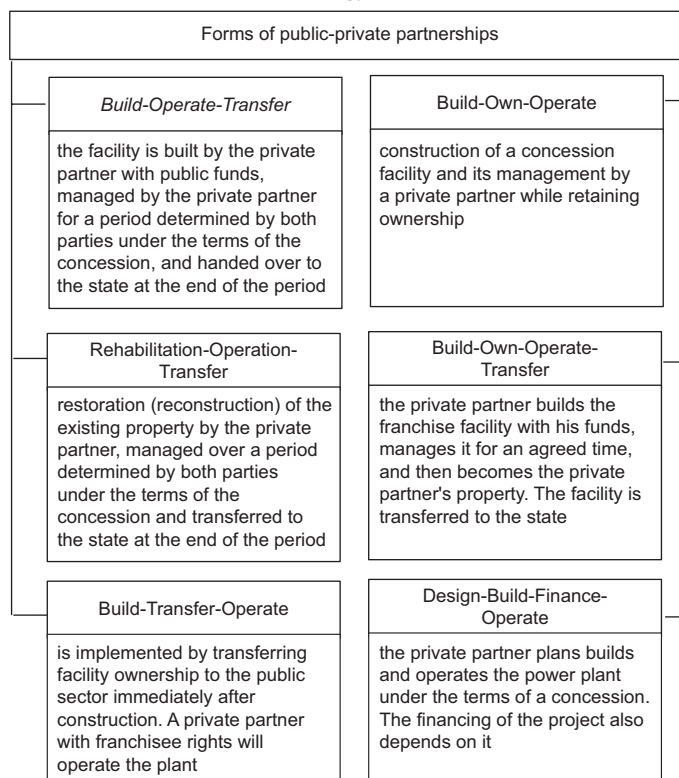 Forms of public-private partnerships
Build-Operate-Transfer
the facility is built by the private
partner with public funds,
managed by the private partner
for a period determined by both
parties under the terms of the
concession, and handed over to
the state at the end of the period
Build-Own-Operate
construction of a concession
facility and its management by
a private partner while retaining
ownership
Rehabilitation-Operation-
Transfer
restoration (reconstruction) of the
existing property by the private
partner, managed over a period
determined by both parties
under the terms of the
concession and transferred to
the state at the end of the period
Build-Own-Operate-
Transfer
the private partner builds the
franchise facility with his funds,
manages it for an agreed time,
and then becomes the private
partner's property. The facility is
transferred to the state
Build-Transfer-Operate
is implemented by transferring
facility ownership to the public
sector immediately after
construction. A private partner
with franchisee rights will
operate the plant
Design-Build-Finance-
Operate
the private partner plans builds
and operates the power plant
under the terms of a concession.
The financing of the project also
depends on it